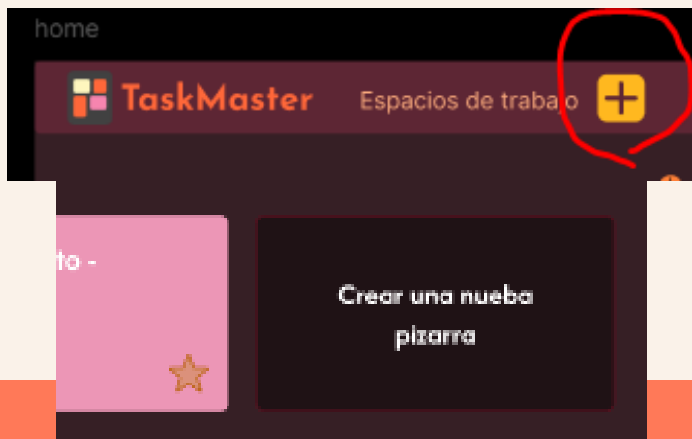 home
TaskMaster Espacios de trabajo
to -
Crear una nueba
pizarra